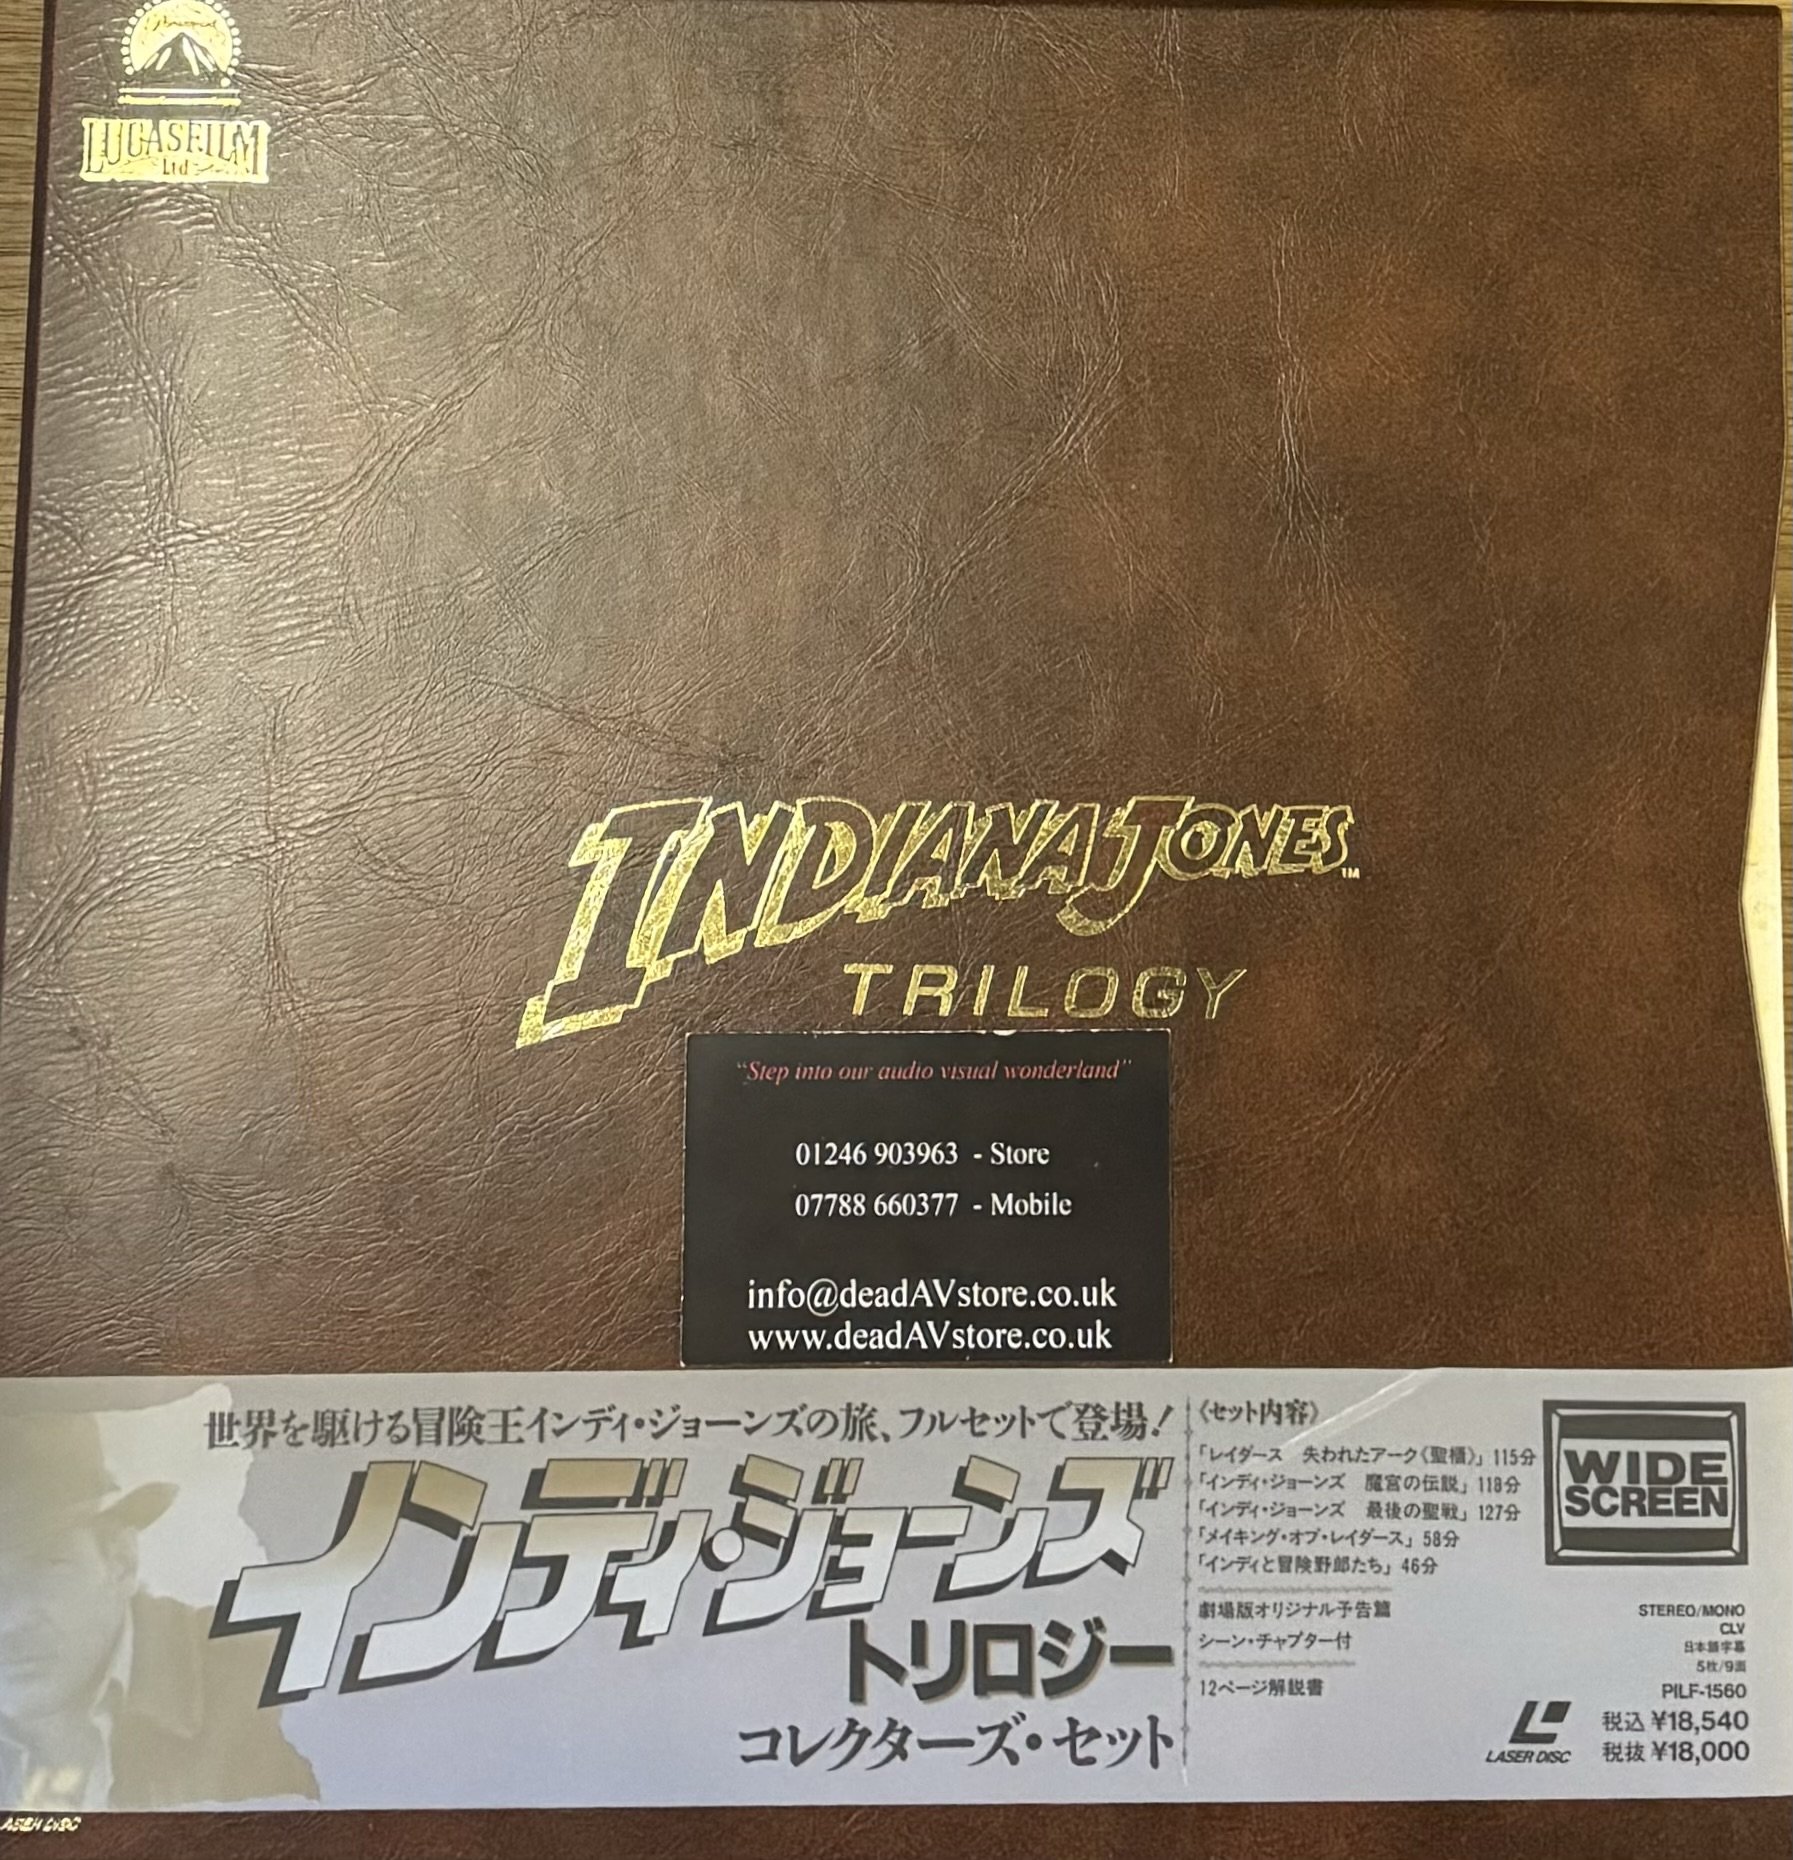 LUCASFILM
Ltd
INDIANA JONES™
TRILOGY
“Step into our audio visual wonderland”
01246 903963 - Store
07788 660377 - Mobile
info@deadAVstore.co.uk
www.deadAVstore.co.uk
世界を駆ける冒険王インディ・ジョーンズの旅、フルセットで登場!
インディ・ジョーンズ
トリロジー
コレクターズ・セット
〈セット内容〉
「レイダース 失われたアーク《聖櫃》」115分
「インディ・ジョーンズ 魔宮の伝説」118分
「インディ・ジョーンズ 最後の聖戦」127分
「メイキング・オブ・レイダース」58分
「インディと冒険野郎たち」46分
劇場版オリジナル予告篇
シーン・チャプター付
12ページ解説書
WIDE
SCREEN
STEREO/MONO
CLV
日本語字幕
5枚/9面
PILF-1560
税込 ¥18,540
税抜 ¥18,000
LASER DISC
ASER DISC